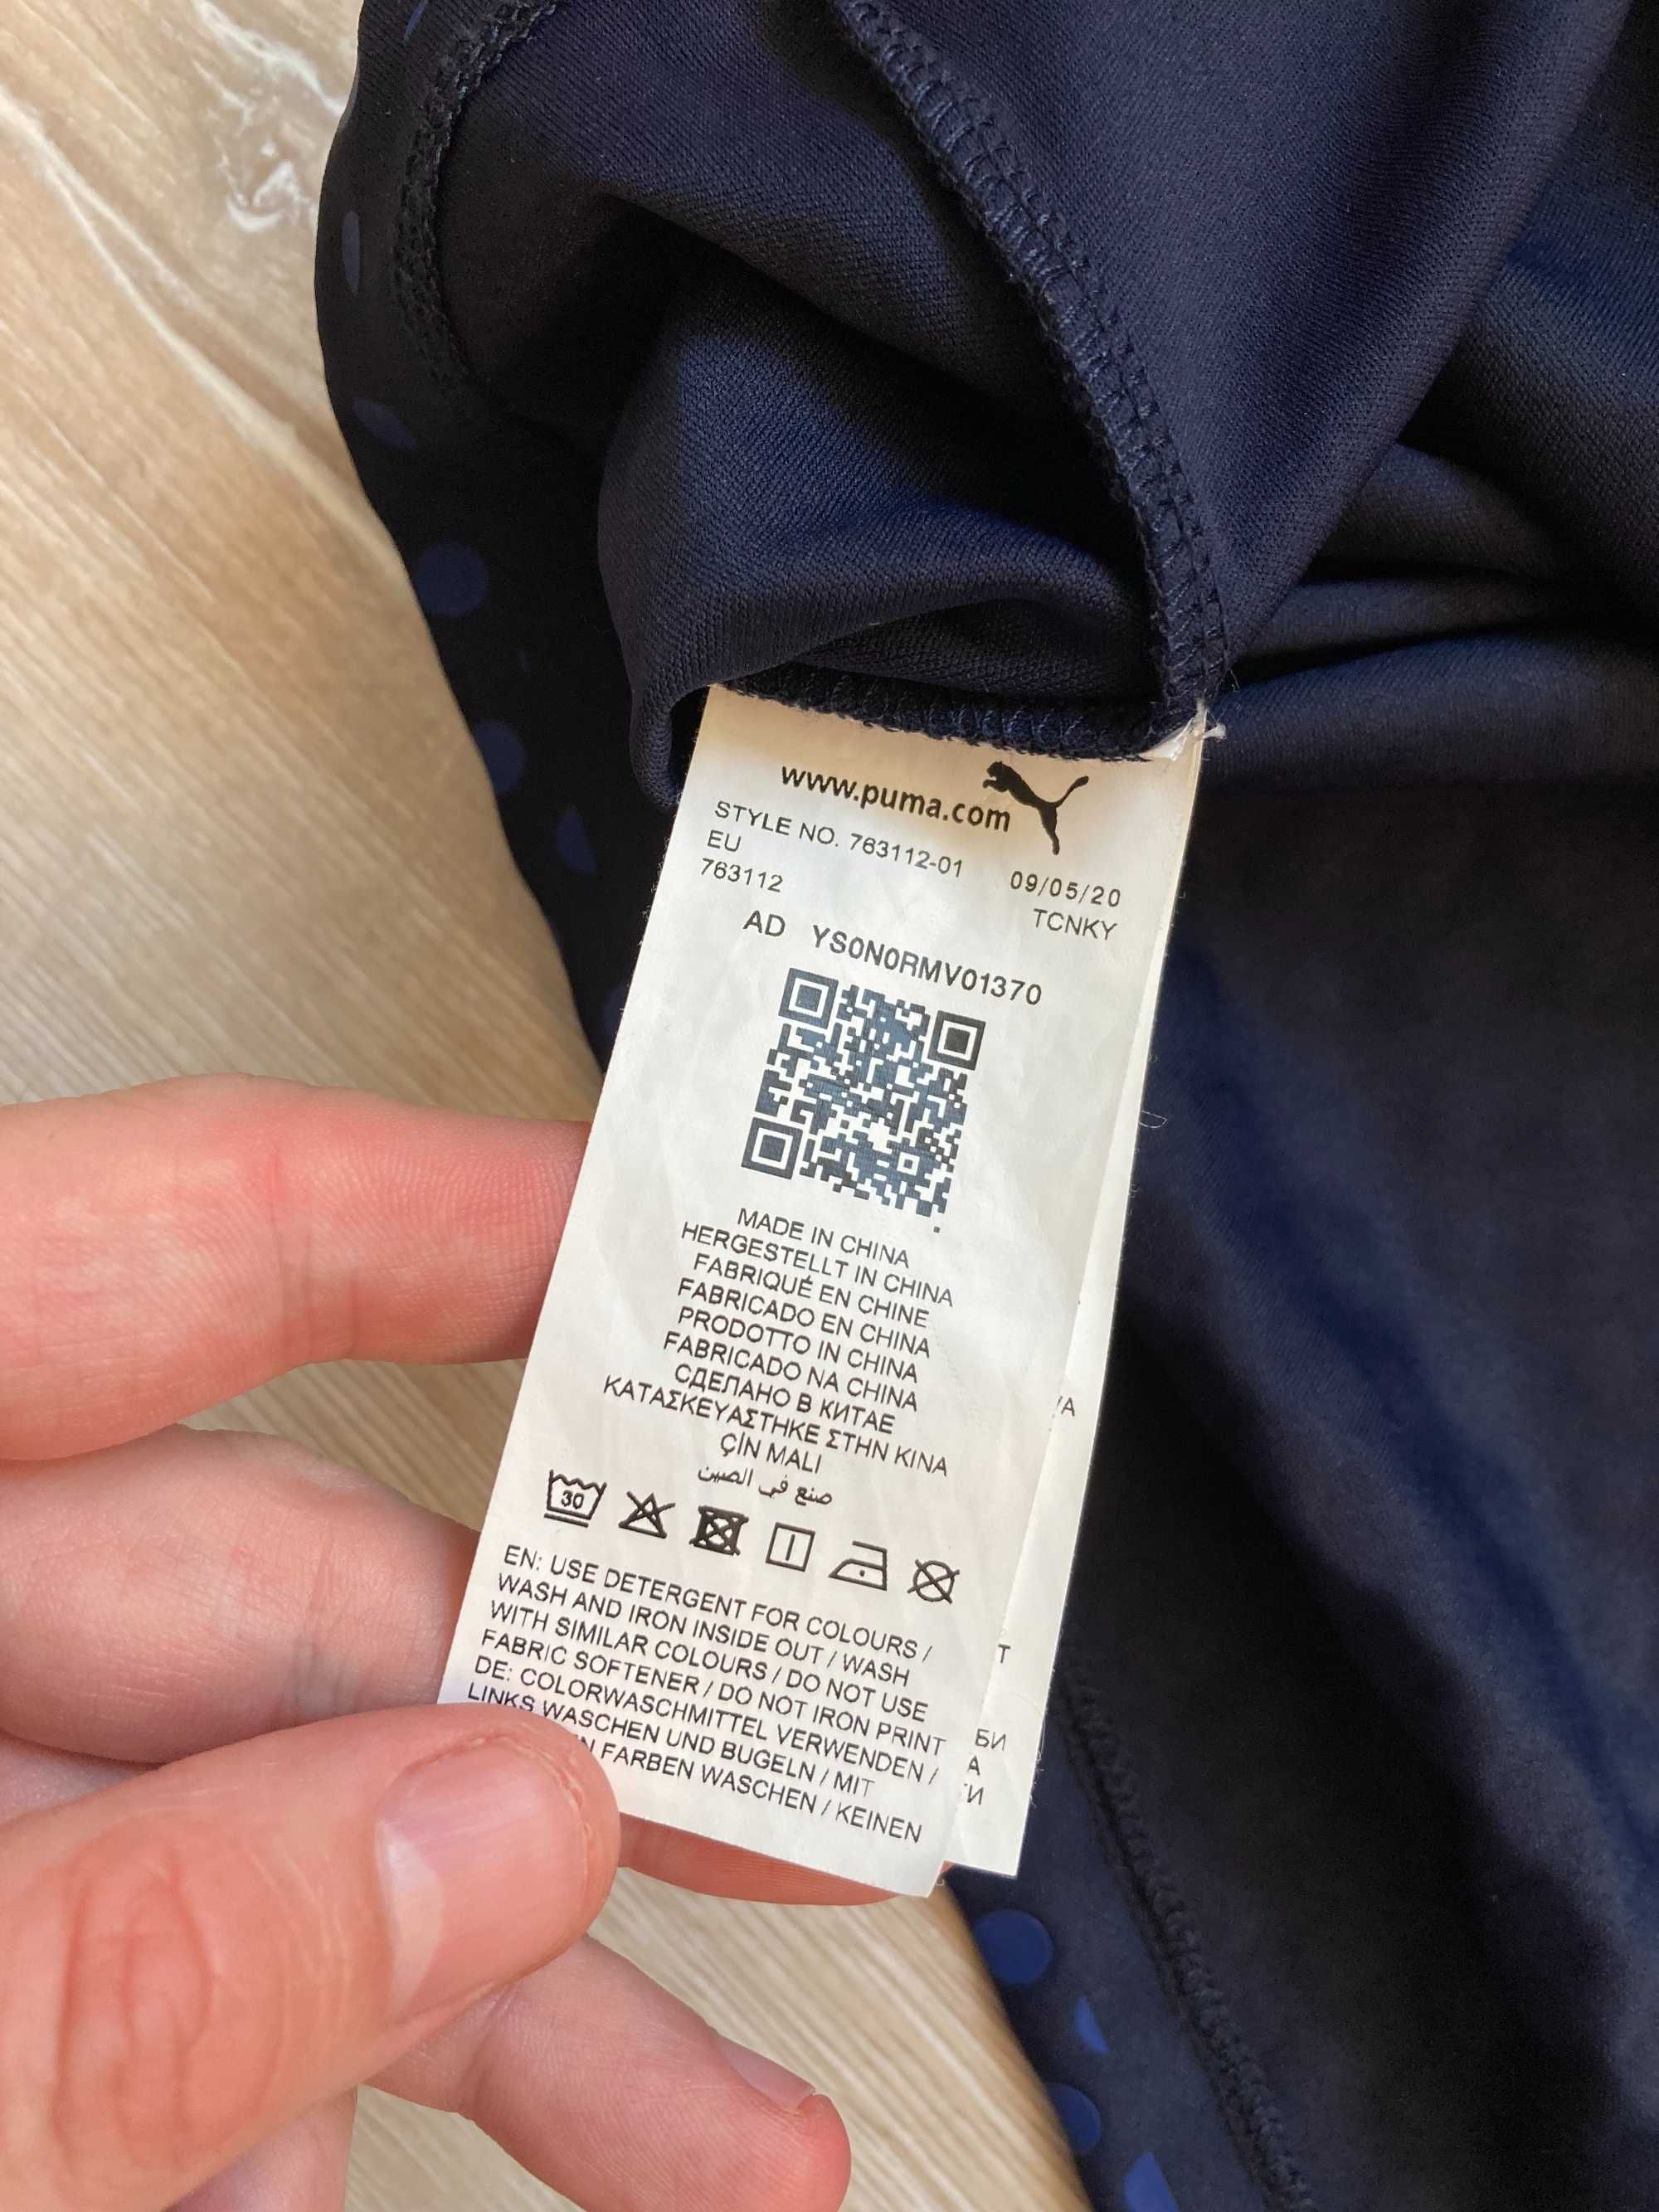 www.puma.com
STYLE NO. 763112-01
EU
763112
09/05/20
TCNKY
AD YS0N0RMV01370
MADE IN CHINA
HERGESTELLT IN CHINA
FABRIQUÉ EN CHINE
FABRICADO EN CHINA
PRODOTTO IN CHINA
FABRICADO NA CHINA
СДЕЛАНО В КИТАЕ
ΚΑΤΑΣΚΕΥΑΣΤΗΚΕ ΣΤΗΝ ΚΙΝΑ
ÇİN MALI
صنع في الصين
30
EN: USE DETERGENT FOR COLOURS /
WASH AND IRON INSIDE OUT / WASH
WITH SIMILAR COLOURS / DO NOT USE
FABRIC SOFTENER / DO NOT IRON PRINT
DE: COLORWASCHMITTEL VERWENDEN /
LINKS WASCHEN UND BUGELN / MIT
FARBEN WASCHEN / KEINEN